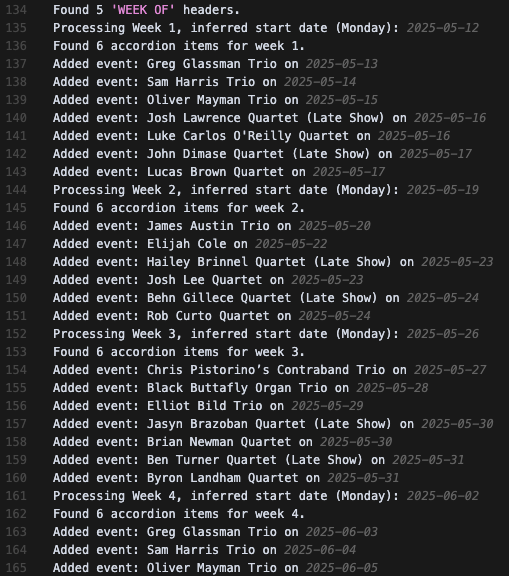 134 Found 5 'WEEK OF' headers.
135 Processing Week 1, inferred start date (Monday): 2025-05-12
136 Found 6 accordion items for week 1.
137 Added event: Greg Glassman Trio on 2025-05-13
138 Added event: Sam Harris Trio on 2025-05-14
139 Added event: Oliver Mayman Trio on 2025-05-15
140 Added event: Josh Lawrence Quartet (Late Show) on 2025-05-16
141 Added event: Luke Carlos O'Reilly Quartet on 2025-05-16
142 Added event: John Dimase Quartet (Late Show) on 2025-05-17
143 Added event: Lucas Brown Quartet on 2025-05-17
144 Processing Week 2, inferred start date (Monday): 2025-05-19
145 Found 6 accordion items for week 2.
146 Added event: James Austin Trio on 2025-05-20
147 Added event: Elijah Cole on 2025-05-22
148 Added event: Hailey Brinnel Quartet (Late Show) on 2025-05-23
149 Added event: Josh Lee Quartet on 2025-05-23
150 Added event: Behn Gillece Quartet (Late Show) on 2025-05-24
151 Added event: Rob Curto Quartet on 2025-05-24
152 Processing Week 3, inferred start date (Monday): 2025-05-26
153 Found 6 accordion items for week 3.
154 Added event: Chris Pistorino’s Contraband Trio on 2025-05-27
155 Added event: Black Buttafly Organ Trio on 2025-05-28
156 Added event: Elliot Bild Trio on 2025-05-29
157 Added event: Jasyn Brazoban Quartet (Late Show) on 2025-05-30
158 Added event: Brian Newman Quartet on 2025-05-30
159 Added event: Ben Turner Quartet (Late Show) on 2025-05-31
160 Added event: Byron Landham Quartet on 2025-05-31
161 Processing Week 4, inferred start date (Monday): 2025-06-02
162 Found 6 accordion items for week 4.
163 Added event: Greg Glassman Trio on 2025-06-03
164 Added event: Sam Harris Trio on 2025-06-04
165 Added event: Oliver Mayman Trio on 2025-06-05